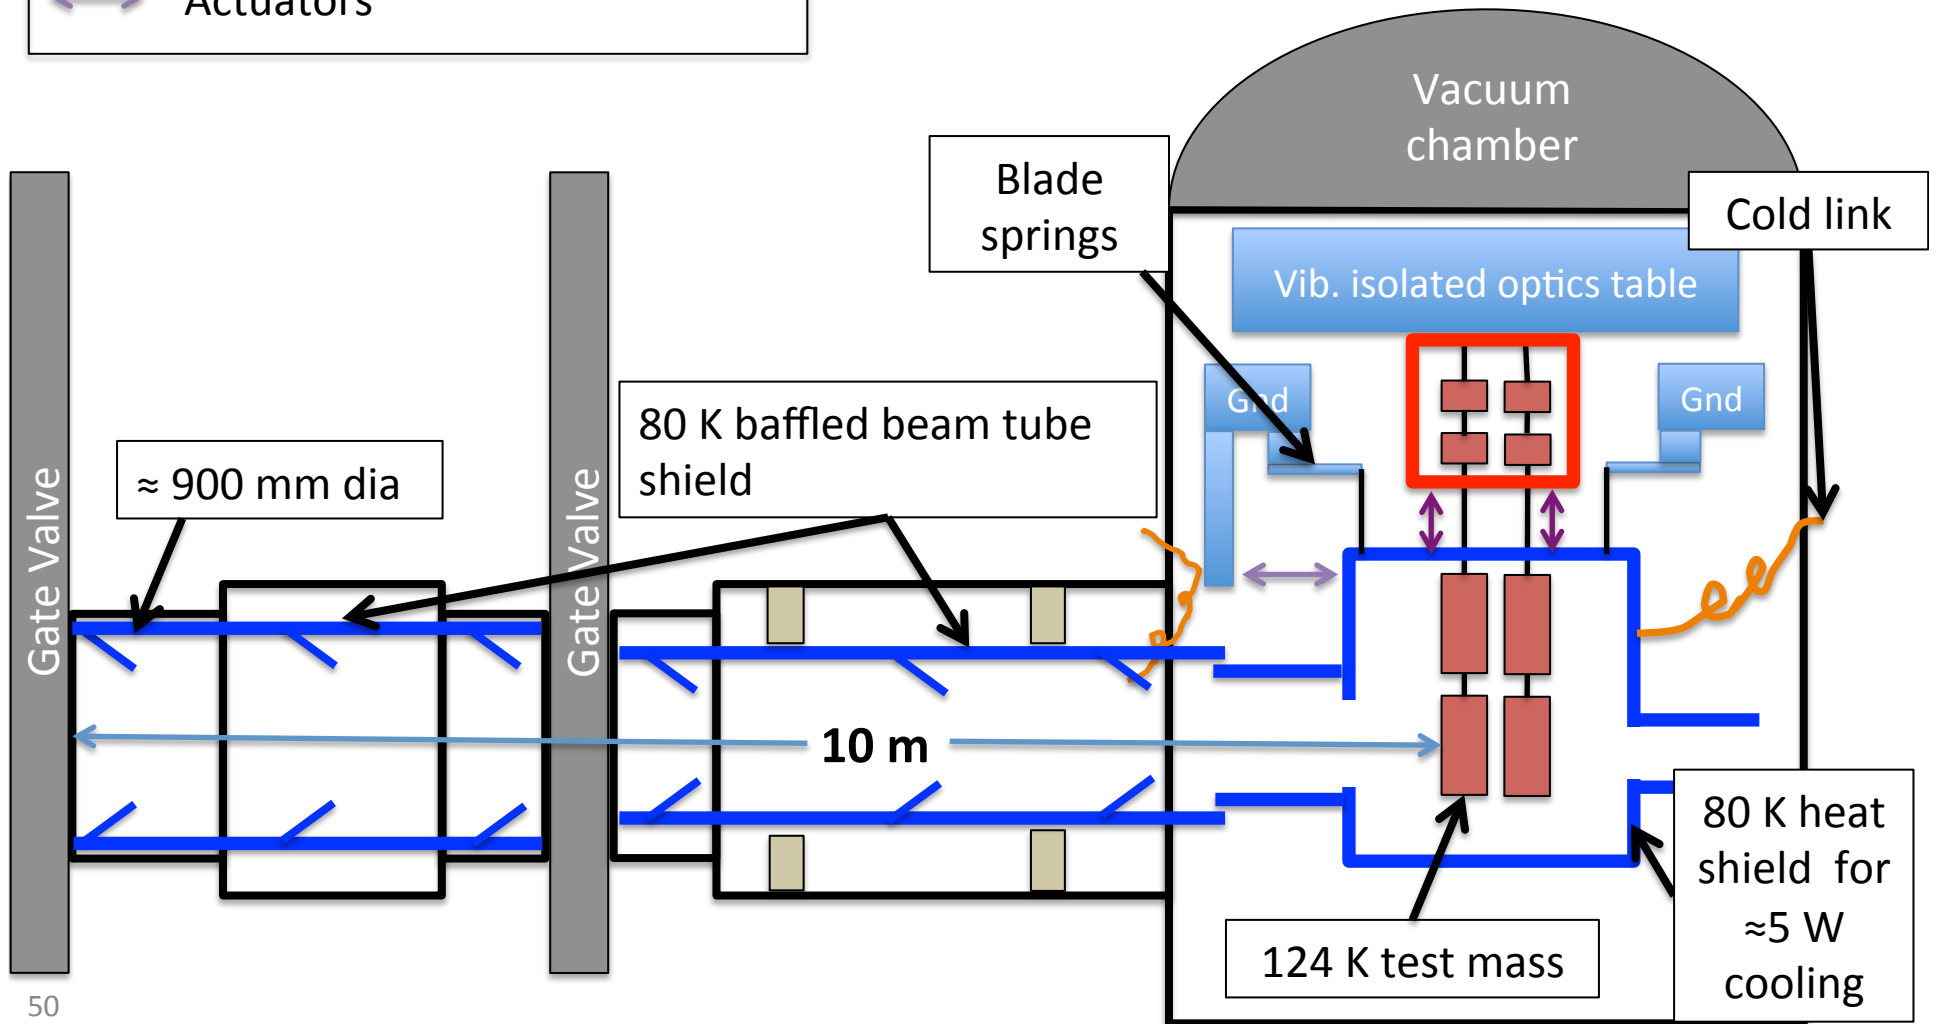 Actuators
Vacuum
chamber
Blade
springs
Cold link
Vib. isolated optics table
Gnd
Gnd
80 K baffled beam tube
shield
≈ 900 mm dia
Gate Valve
Gate Valve
10 m
80 K heat
shield for
≈5 W
cooling
124 K test mass
50